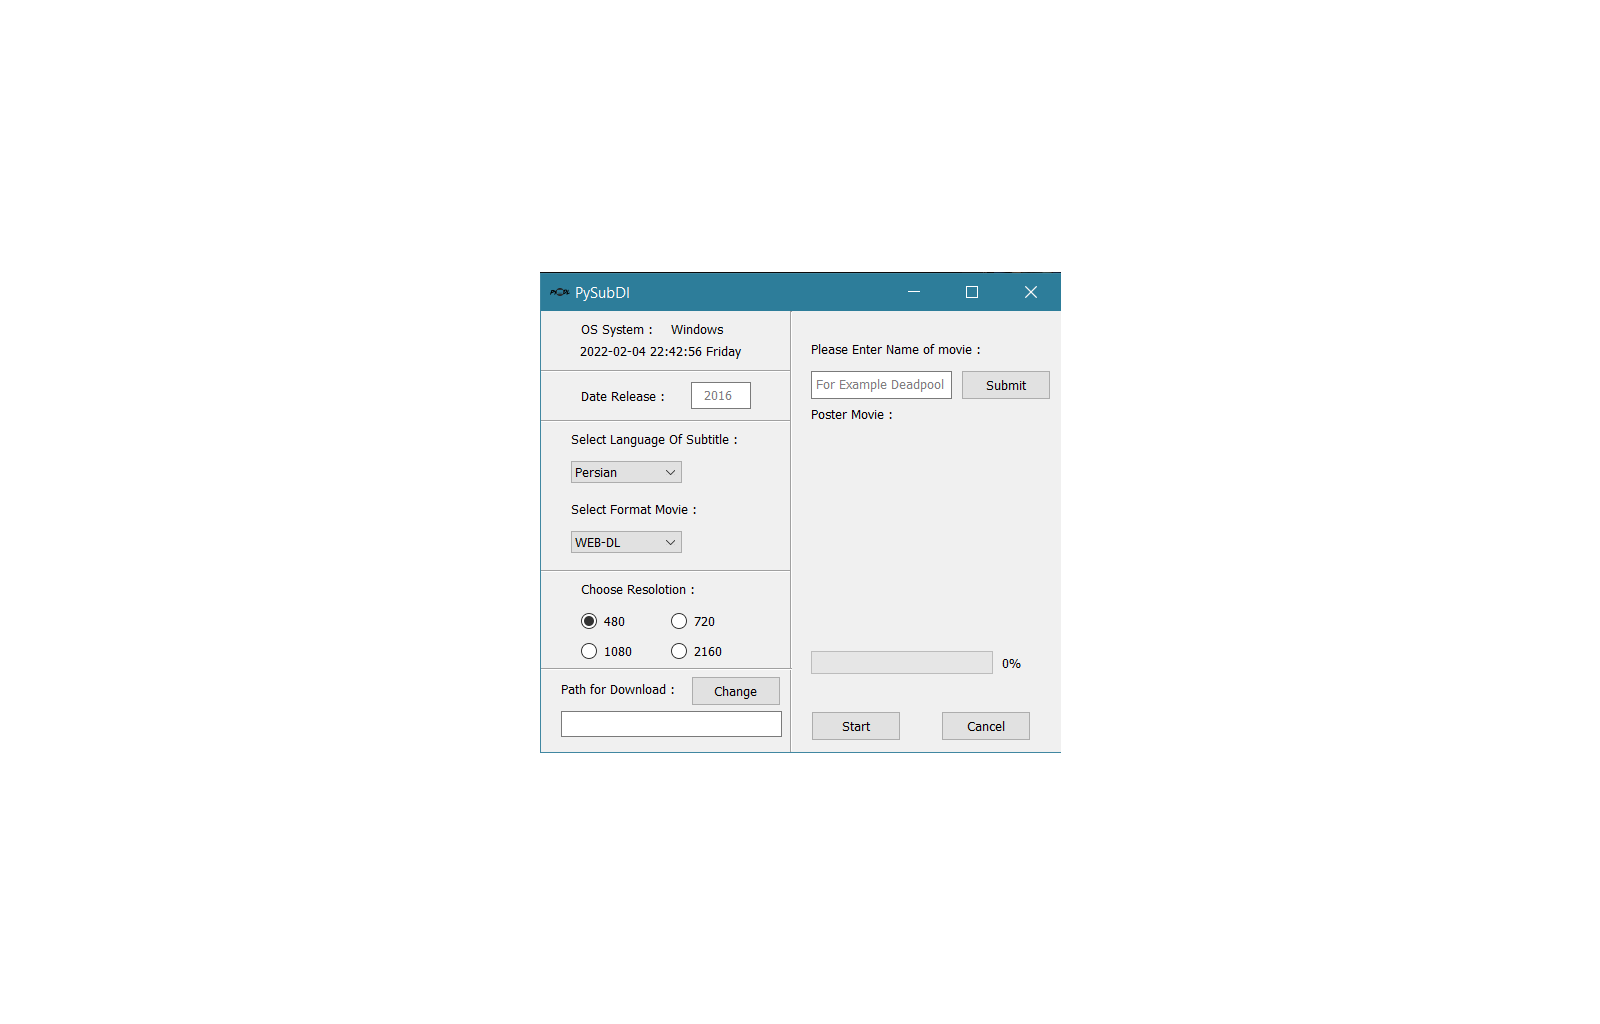 PySubDl
OS System : Windows
2022-02-04 22:42:56 Friday
Date Release : 2016
Select Language Of Subtitle :
Persian
Select Format Movie :
WEB-DL
Choose Resolotion :
480 720
1080 2160
Path for Download : Change
Please Enter Name of movie :
For Example Deadpool Submit
Poster Movie :
0%
Start Cancel